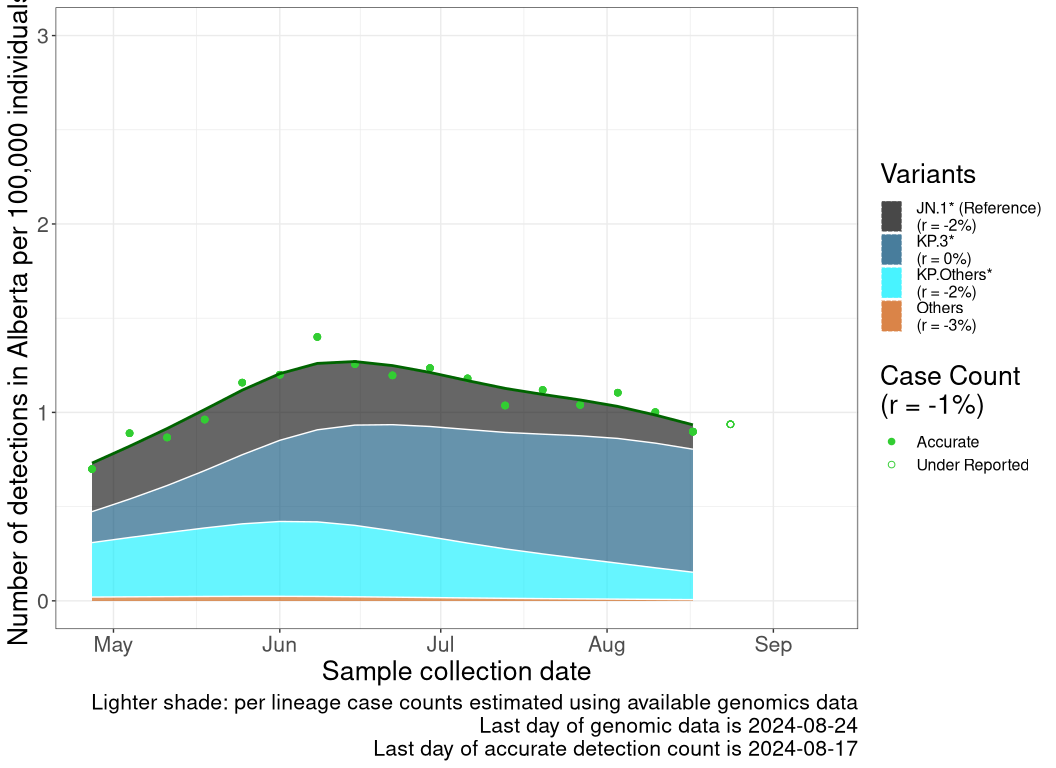 Number of detections in Alberta per 100,000 individuals
3
2
1
0
May
Jun
Jul
Aug
Sep
Sample collection date
Variants
JN.1* (Reference)
(r = -2%)
KP.3*
(r = 0%)
KP.Others*
(r = -2%)
Others
(r = -3%)
Case Count
(r = -1%)
Accurate
Under Reported
Lighter shade: per lineage case counts estimated using available genomics data
Last day of genomic data is 2024-08-24
Last day of accurate detection count is 2024-08-17